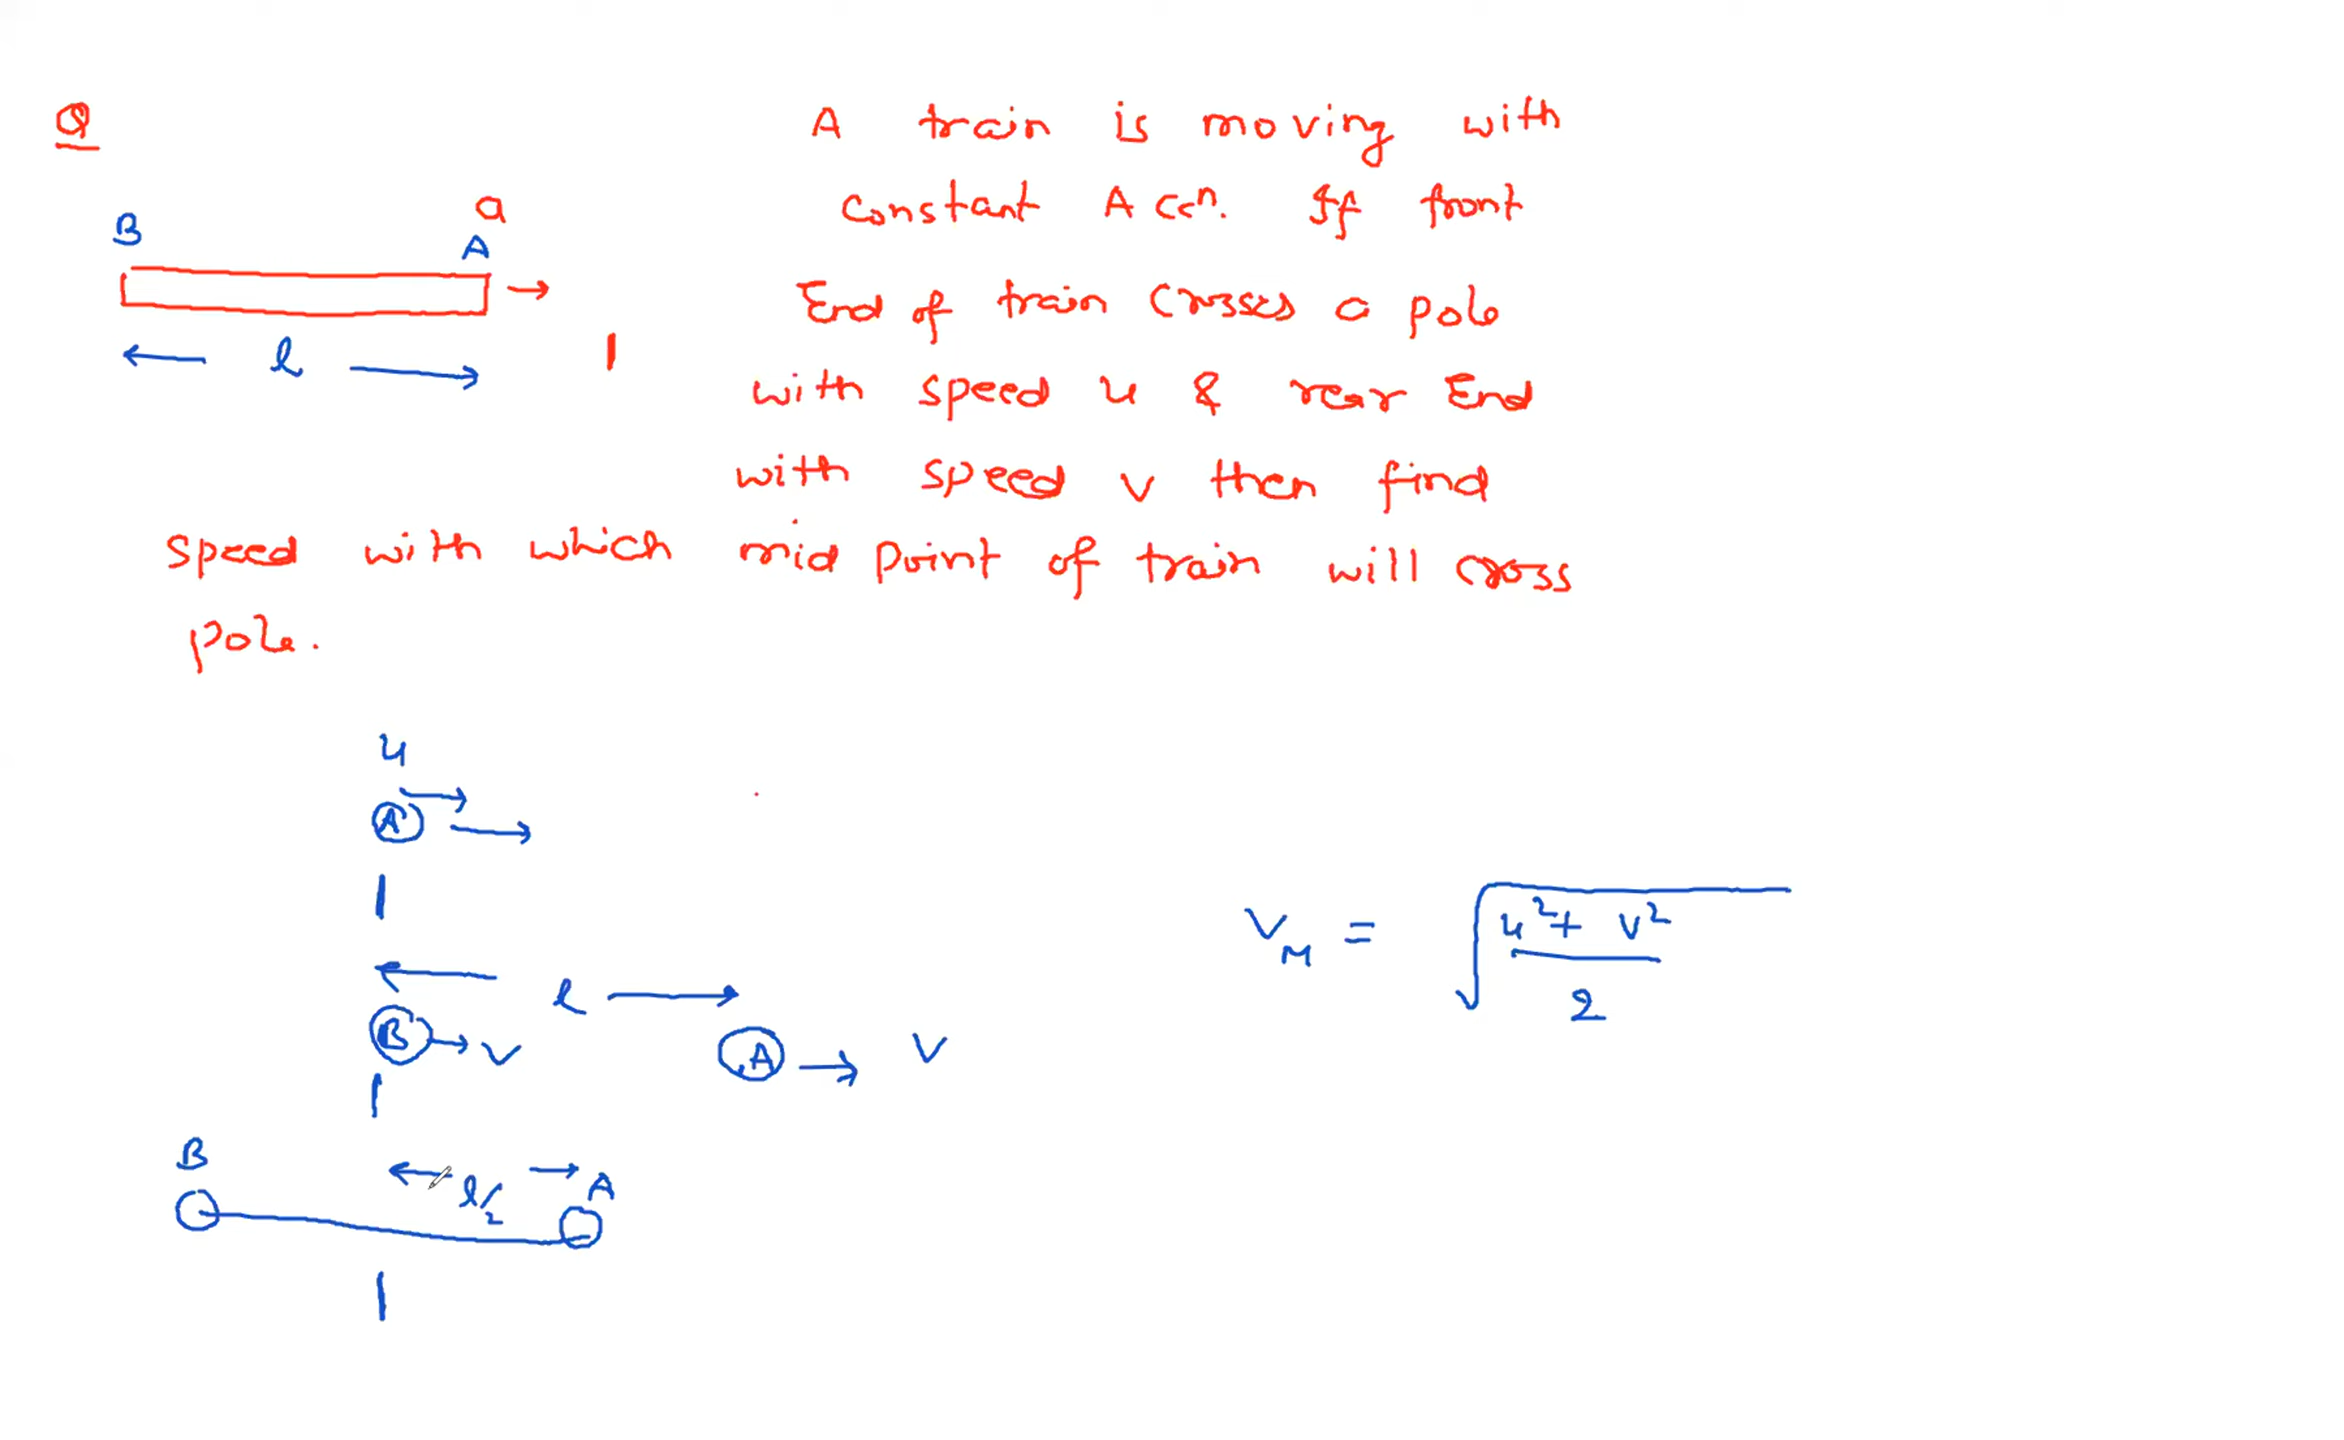 Q
A train is moving with
constant Accn. If front
End of train crosses a pole
with speed u & rear End
with speed v then find
speed with which mid point of train will cross
pole.
B
a
A
l
u
A
l
B
v
A
v
B
l/2
A
V_M = √((u²+ v²)/2)